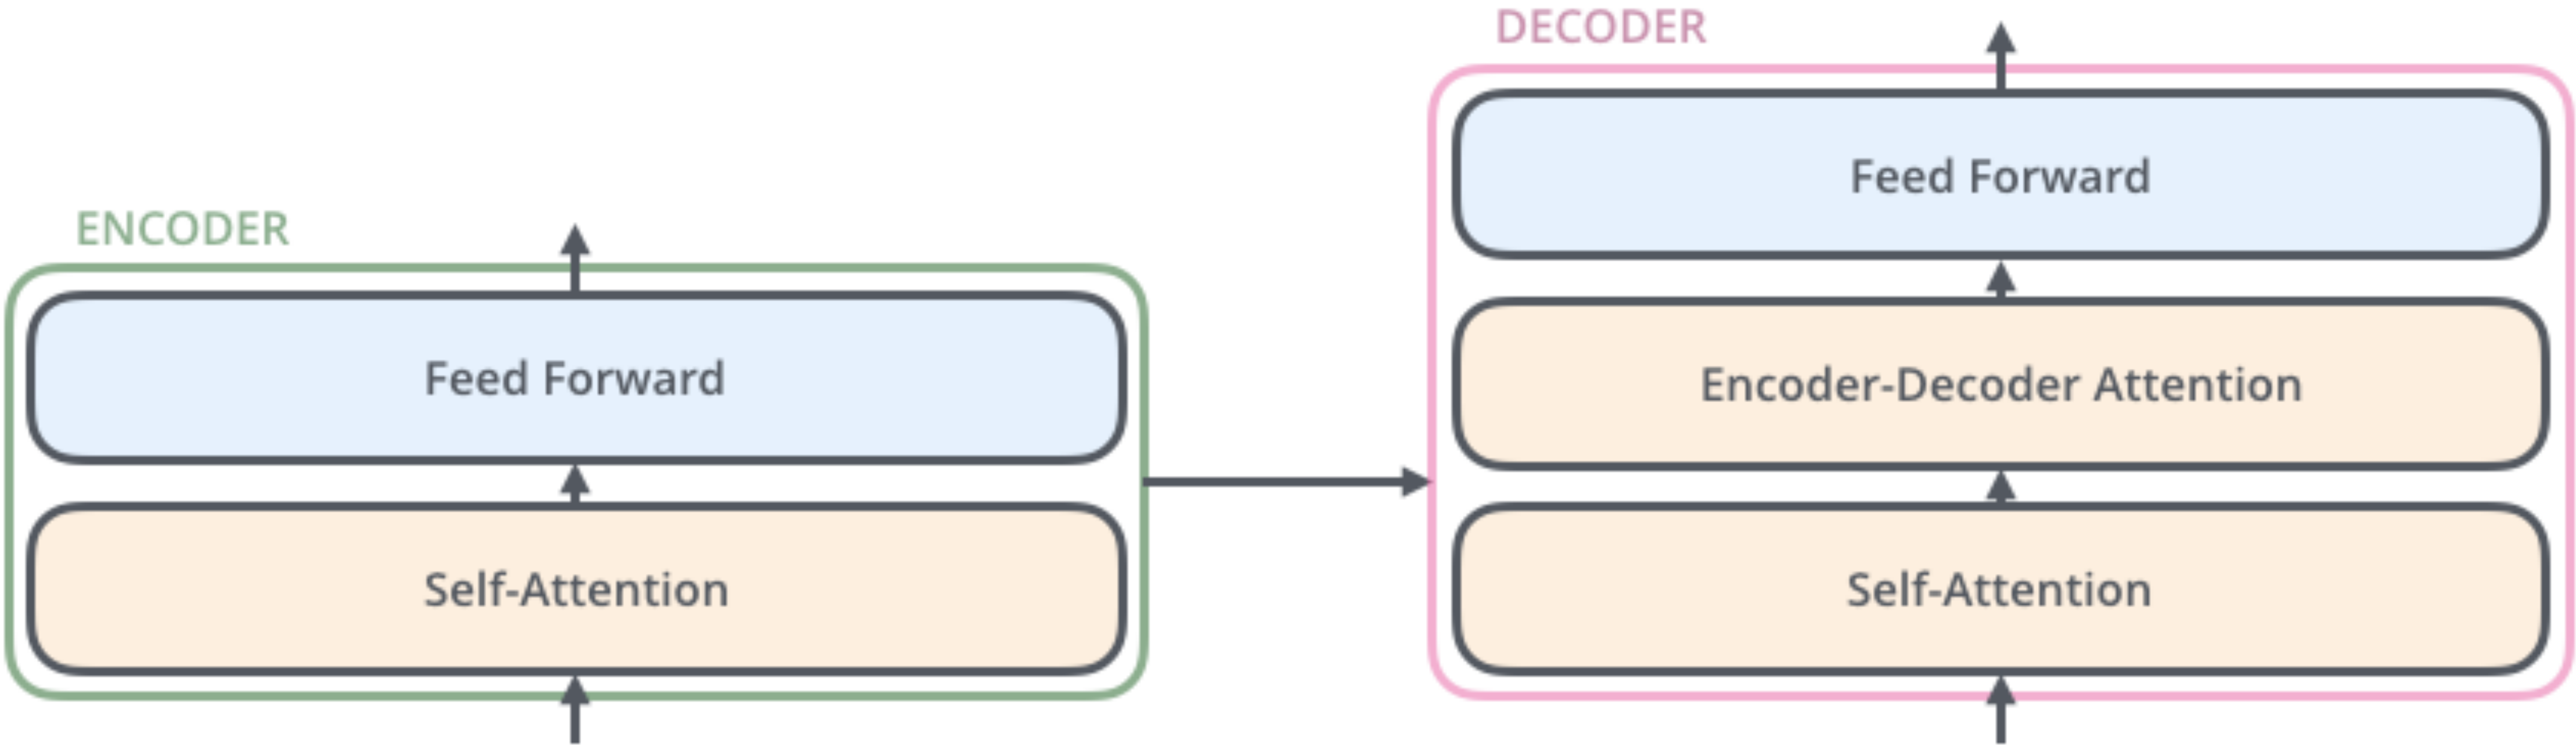 ENCODER
Feed Forward
Self-Attention
DECODER
Feed Forward
Encoder-Decoder Attention
Self-Attention